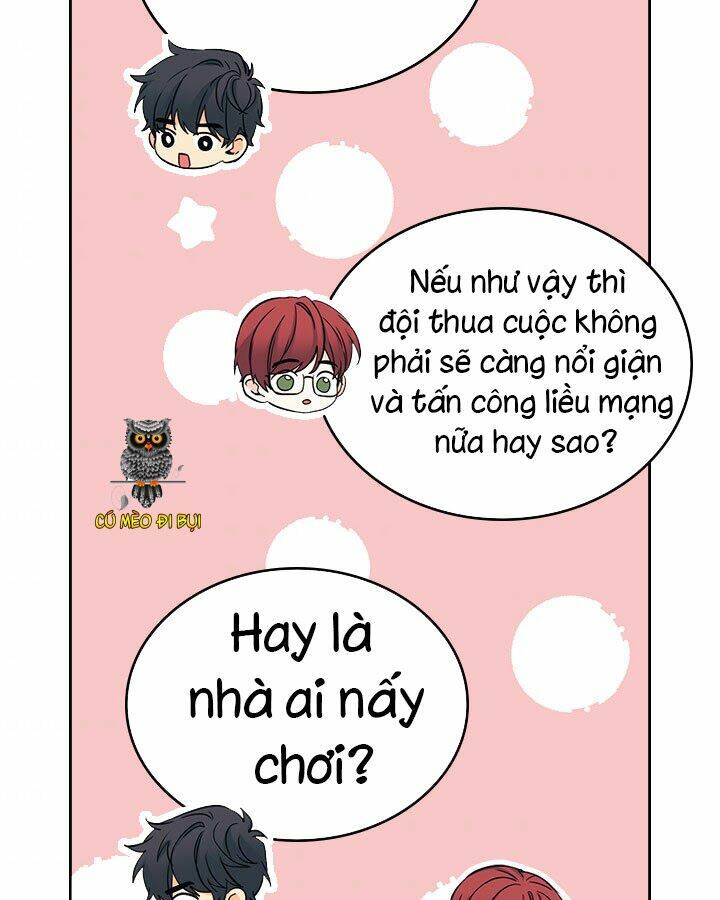 Nếu như vậy thì
đội thua cuộc không
phải sẽ càng nổi giận
và tấn công liều mạng
nữa hay sao?
CÚ MÈO ĐI BỤI
Hay là
nhà ai nấy
chơi?